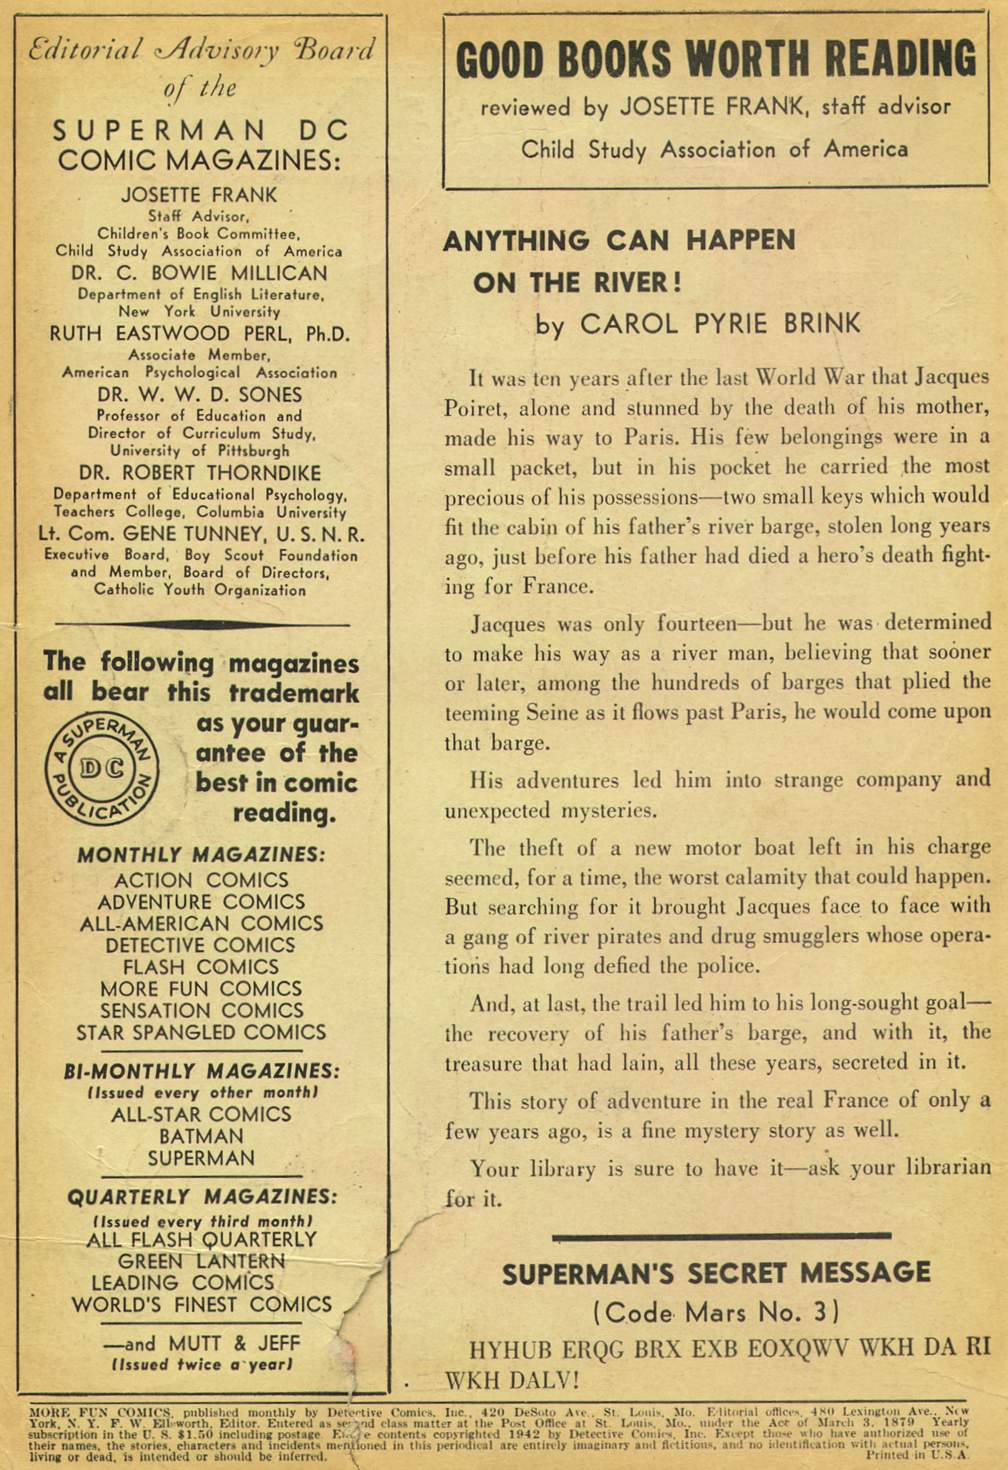 Editorial Advisory Board
of the
SUPERMAN DC
COMIC MAGAZINES:
JOSETTE FRANK
Staff Advisor,
Children's Book Committee,
Child Study Association of America
DR. C. BOWIE MILLICAN
Department of English Literature,
New York University
RUTH EASTWOOD PERL, Ph.D.
Associate Member,
American Psychological Association
DR. W. W. D. SONES
Professor of Education and
Director of Curriculum Study,
University of Pittsburgh
DR. ROBERT THORNDIKE
Department of Educational Psychology,
Teachers College, Columbia University
Lt. Com. GENE TUNNEY, U. S. N. R.
Executive Board, Boy Scout Foundation
and Member, Board of Directors,
Catholic Youth Organization
The following magazines
all bear this trademark
as your guar-
antee of the
best in comic
reading.
A SUPERMAN
DC
PUBLICATION
MONTHLY MAGAZINES:
ACTION COMICS
ADVENTURE COMICS
ALL-AMERICAN COMICS
DETECTIVE COMICS
FLASH COMICS
MORE FUN COMICS
SENSATION COMICS
STAR SPANGLED COMICS
BI-MONTHLY MAGAZINES:
(Issued every other month)
ALL-STAR COMICS
BATMAN
SUPERMAN
QUARTERLY MAGAZINES:
(Issued every third month)
ALL FLASH QUARTERLY
GREEN LANTERN
LEADING COMICS
WORLD'S FINEST COMICS
—and MUTT & JEFF
(Issued twice a year)
GOOD BOOKS WORTH READING
reviewed by JOSETTE FRANK, staff advisor
Child Study Association of America
ANYTHING CAN HAPPEN
ON THE RIVER!
by CAROL PYRIE BRINK
It was ten years after the last World War that Jacques
Poiret, alone and stunned by the death of his mother,
made his way to Paris. His few belongings were in a
small packet, but in his pocket he carried the most
precious of his possessions—two small keys which would
fit the cabin of his father's river barge, stolen long years
ago, just before his father had died a hero's death fight-
ing for France.
Jacques was only fourteen—but he was determined
to make his way as a river man, believing that sooner
or later, among the hundreds of barges that plied the
teeming Seine as it flows past Paris, he would come upon
that barge.
His adventures led him into strange company and
unexpected mysteries.
The theft of a new motor boat left in his charge
seemed, for a time, the worst calamity that could happen.
But searching for it brought Jacques face to face with
a gang of river pirates and drug smugglers whose opera-
tions had long defied the police.
And, at last, the trail led him to his long-sought goal—
the recovery of his father's barge, and with it, the
treasure that had lain, all these years, secreted in it.
This story of adventure in the real France of only a
few years ago, is a fine mystery story as well.
Your library is sure to have it—ask your librarian
for it.
SUPERMAN'S SECRET MESSAGE
(Code Mars No. 3)
HYHUB ERQG BRX EXB EOXQWV WKH DA RI
WKH DALV!
MORE FUN COMICS, published monthly by Detective Comics, Inc., 420 DeSoto Ave., St. Louis, Mo. Editorial offices, 480 Lexington Ave., New
York, N. Y. F. W. Ellsworth, Editor. Entered as second class matter at the Post Office at St. Louis, Mo., under the Act of March 3, 1879 Yearly
subscription in the U. S. $1.50 including postage. contents copyrighted 1942 by Detective Comics, Inc. Except those who have authorized use of
their names, the stories, characters and incidents mentioned in this periodical are entirely imaginary and fictitious, and no identification with actual persons,
living or dead, is intended or should be inferred. Printed in U.S.A.